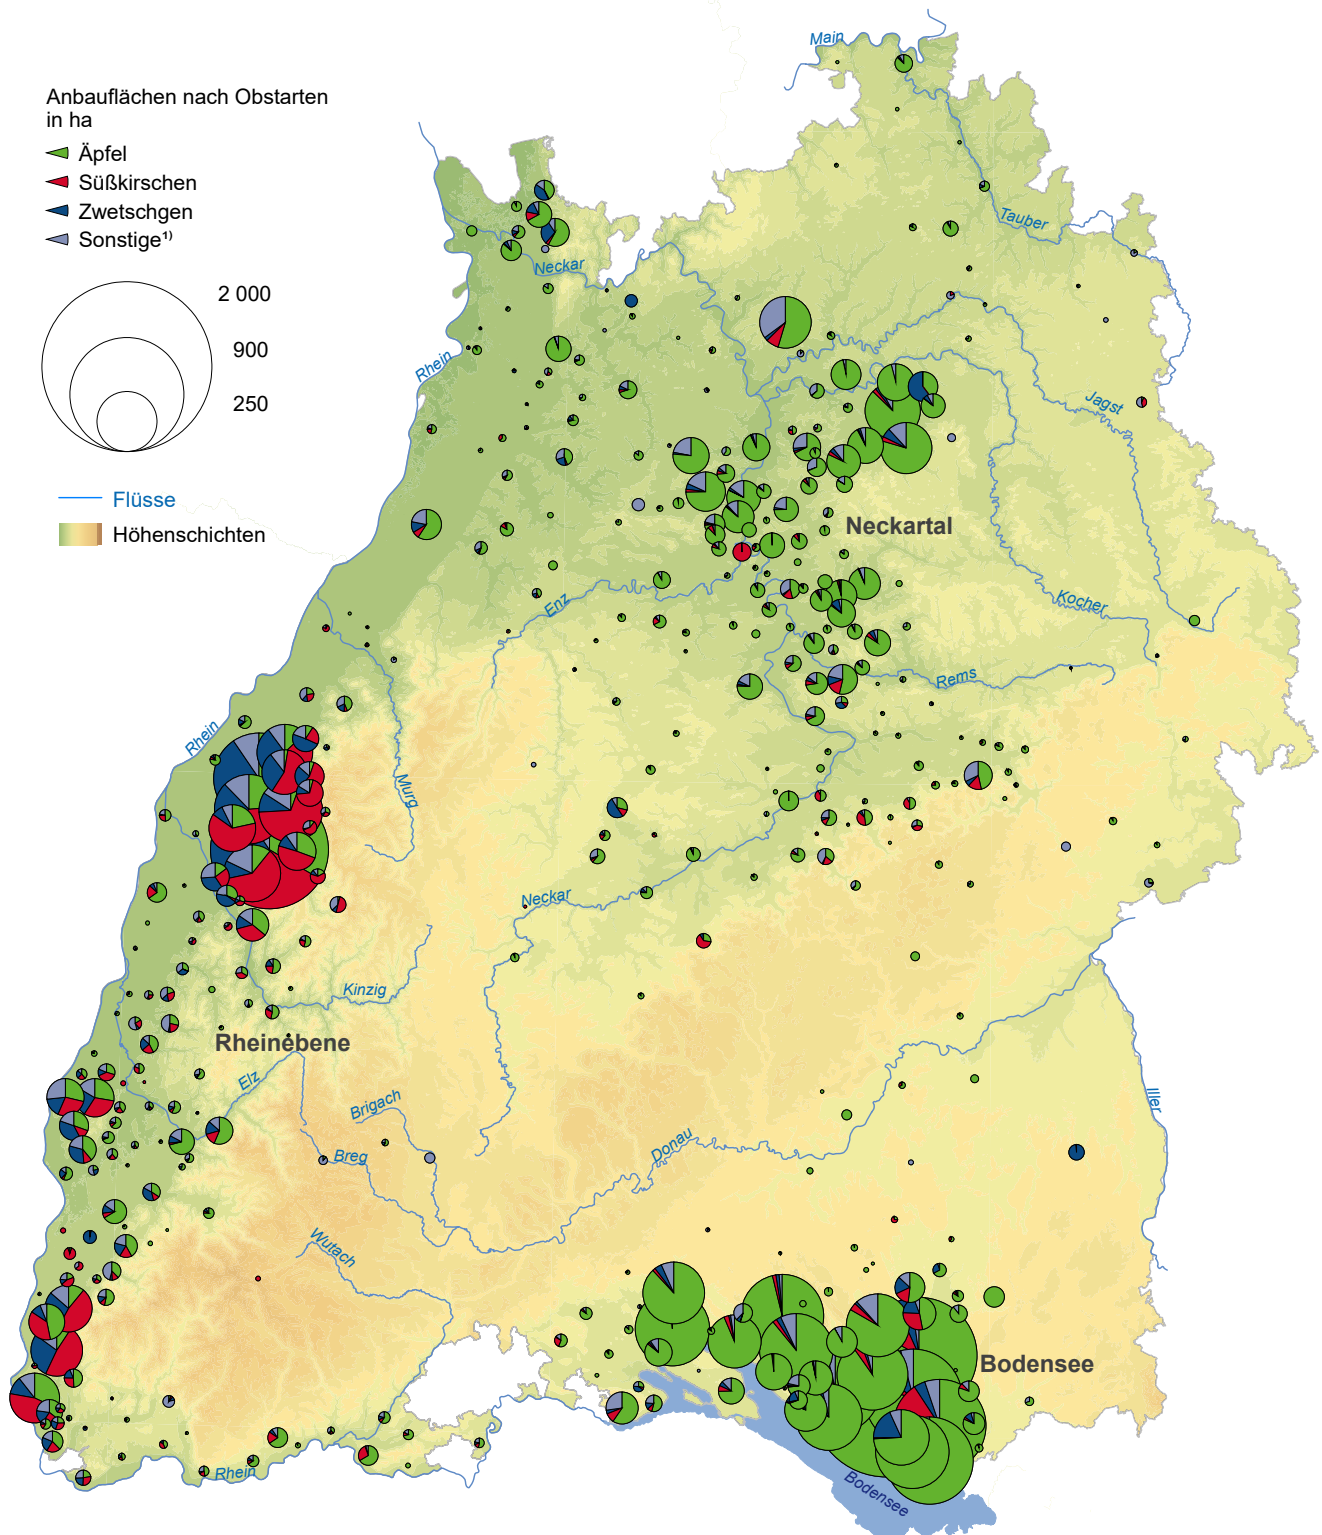 Anbauflächen nach Obstarten
in ha
Äpfel
Süßkirschen
Zwetschgen
Sonstige¹⁾
2 000
900
250
Flüsse
Höhenschichten
Main
Tauber
Neckar
Rhein
Jagst
Neckartal
Enz
Kocher
Rems
Rhein
Murg
Neckar
Kinzig
Rheinebene
Elz
Brigach
Iller
Breg
Donau
Wutach
Bodensee
Rhein
Bodensee